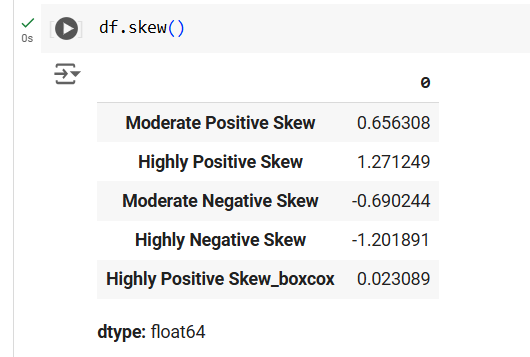 df.skew()
0s
0
Moderate Positive Skew 0.656308
Highly Positive Skew 1.271249
Moderate Negative Skew -0.690244
Highly Negative Skew -1.201891
Highly Positive Skew_boxcox 0.023089
dtype: float64